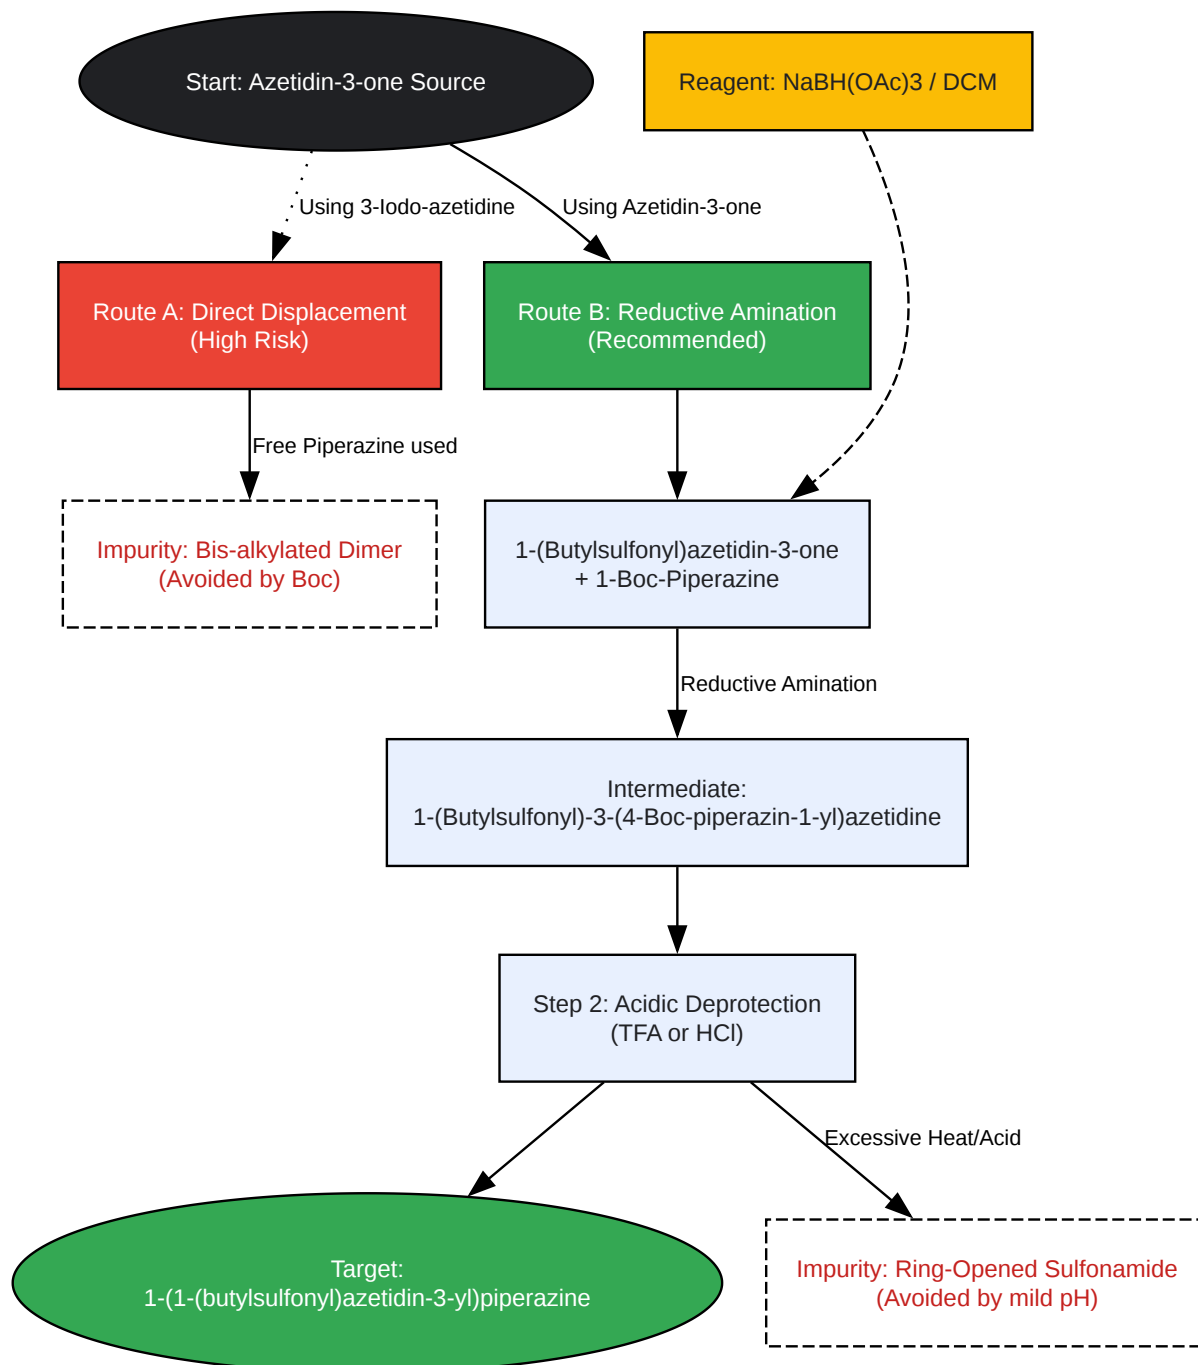 Start: Azetidin-3-one Source
Reagent: NaBH(OAc)3 / DCM
Using 3-Iodo-azetidine
Using Azetidin-3-one
Route A: Direct Displacement
(High Risk)
Route B: Reductive Amination
(Recommended)
Free Piperazine used
Impurity: Bis-alkylated Dimer
(Avoided by Boc)
1-(Butylsulfonyl)azetidin-3-one
+ 1-Boc-Piperazine
Reductive Amination
Intermediate:
1-(Butylsulfonyl)-3-(4-Boc-piperazin-1-yl)azetidine
Step 2: Acidic Deprotection
(TFA or HCl)
Excessive Heat/Acid
Target:
1-(1-(butylsulfonyl)azetidin-3-yl)piperazine
Impurity: Ring-Opened Sulfonamide
(Avoided by mild pH)